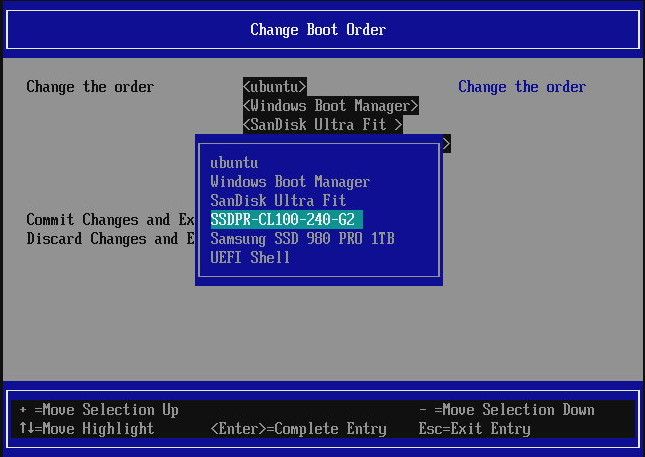 Change Boot Order
Change the order <ubuntu> Change the order
<Windows Boot Manager>
<SanDisk Ultra Fit >
>
ubuntu
Windows Boot Manager
SanDisk Ultra Fit
Commit Changes and Ex SSDPR-CL100-240-G2
Discard Changes and E Samsung SSD 980 PRO 1TB
UEFI Shell
+ =Move Selection Up - =Move Selection Down
↑↓=Move Highlight <Enter>=Complete Entry Esc=Exit Entry